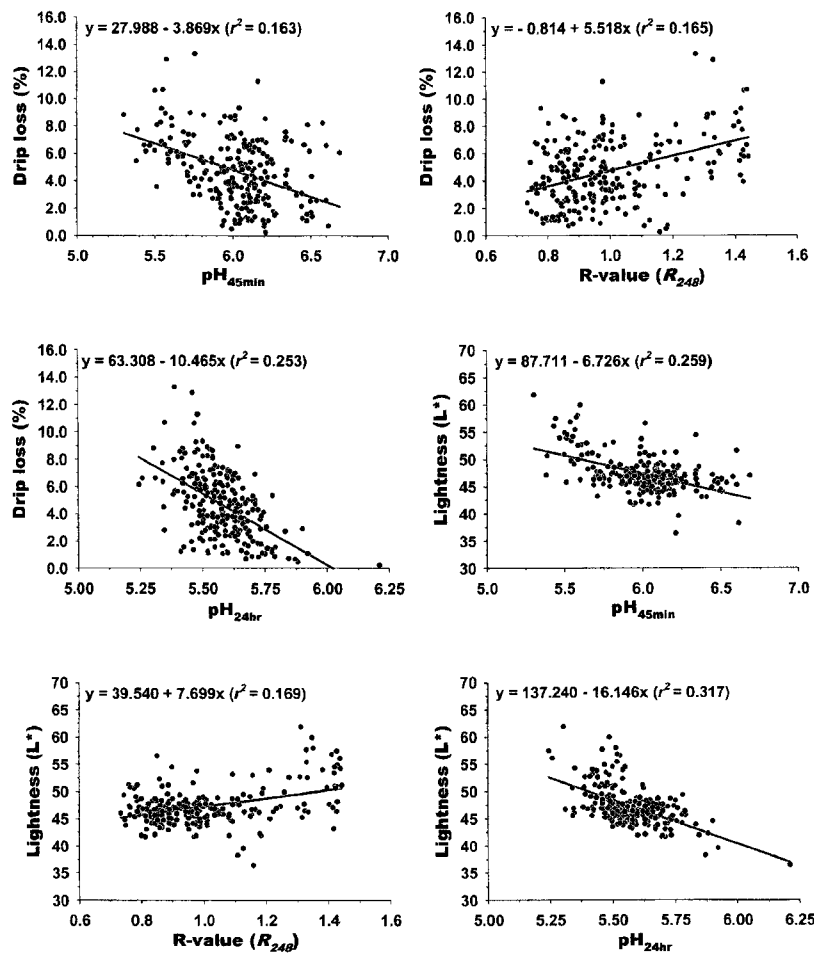 y = 27.988 - 3.869x (r² = 0.163)
16.0
14.0
12.0
10.0
8.0
6.0
4.0
2.0
0.0
Drip loss (%)
5.0 5.5 6.0 6.5 7.0
pH45min
y = - 0.814 + 5.518x (r² = 0.165)
16.0
14.0
12.0
10.0
8.0
6.0
4.0
2.0
0.0
Drip loss (%)
0.6 0.8 1.0 1.2 1.4 1.6
R-value (R248)
y = 63.308 - 10.465x (r² = 0.253)
16.0
14.0
12.0
10.0
8.0
6.0
4.0
2.0
0.0
Drip loss (%)
5.00 5.25 5.50 5.75 6.00 6.25
pH24hr
y = 87.711 - 6.726x (r² = 0.259)
70
65
60
55
50
45
40
35
30
Lightness (L*)
5.0 5.5 6.0 6.5 7.0
pH45min
y = 39.540 + 7.699x (r² = 0.169)
70
65
60
55
50
45
40
35
30
Lightness (L*)
0.6 0.8 1.0 1.2 1.4 1.6
R-value (R248)
y = 137.240 - 16.146x (r² = 0.317)
70
65
60
55
50
45
40
35
30
Lightness (L*)
5.00 5.25 5.50 5.75 6.00 6.25
pH24hr